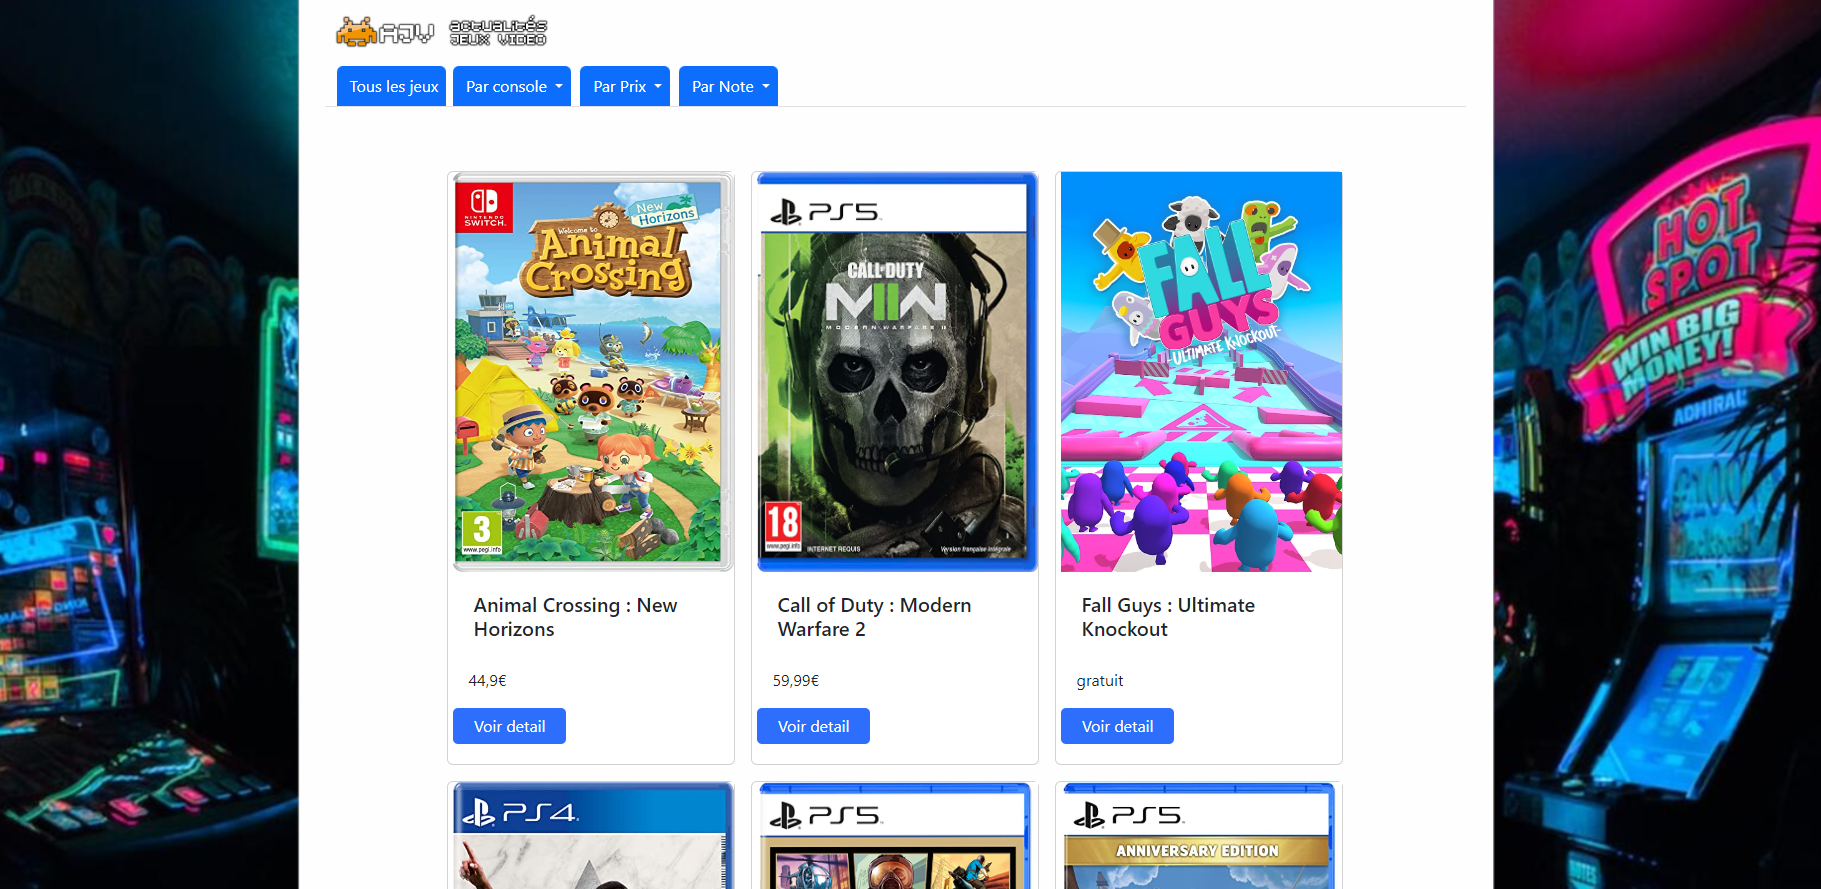 AJV
ACTUALITÉS
JEUX VIDEO
Tous les jeux
Par console
Par Prix
Par Note
NINTENDO
SWITCH
New
Horizons
Welcome to
Animal
Crossing
3
www.pegi.info
Animal Crossing : New
Horizons
44,9€
Voir detail
PS5
CALL OF DUTY
MW
MODERN WARFARE II
18
www.pegi.info
INTERNET REQUIS
Version française intégrale
Call of Duty : Modern
Warfare 2
59,99€
Voir detail
FALL
GUYS
ULTIMATE KNOCKOUT
Fall Guys : Ultimate
Knockout
gratuit
Voir detail
PS4
PS5
PS5
ANNIVERSARY EDITION
HOT
SPOT
WIN BIG
MONEY!
ADMIRAL